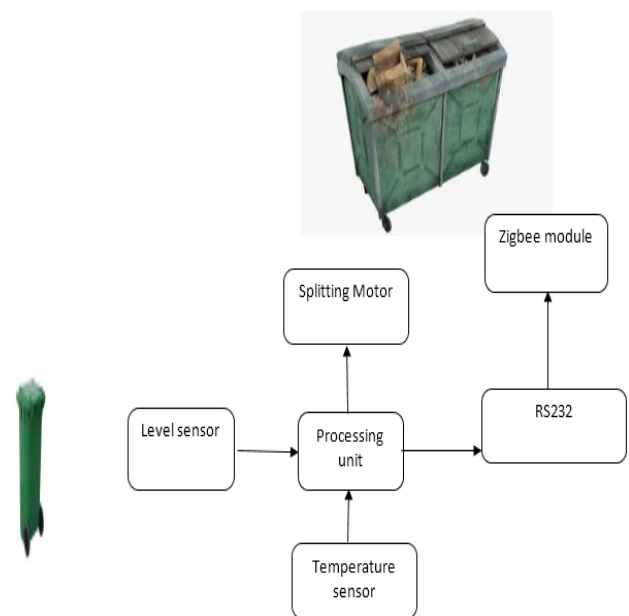 Zigbee module
Splitting Motor
RS232
Level sensor
Processing
unit
Temperature
sensor